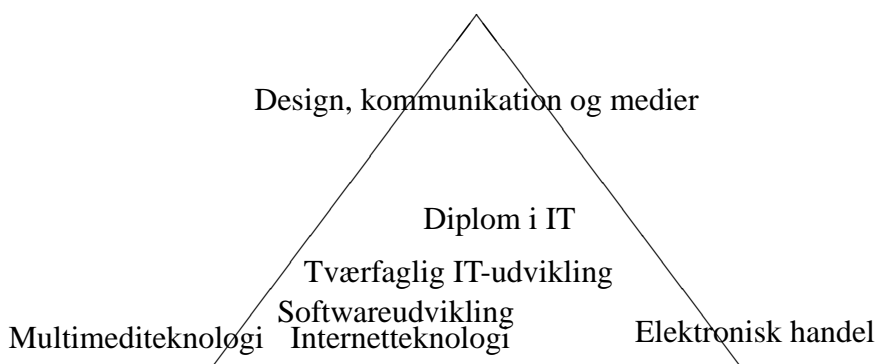 Design, kommunikation og medier
Diplom i IT
Tværfaglig IT-udvikling
Softwareudvikling
Multimediteknologi Internetteknologi Elektronisk handel